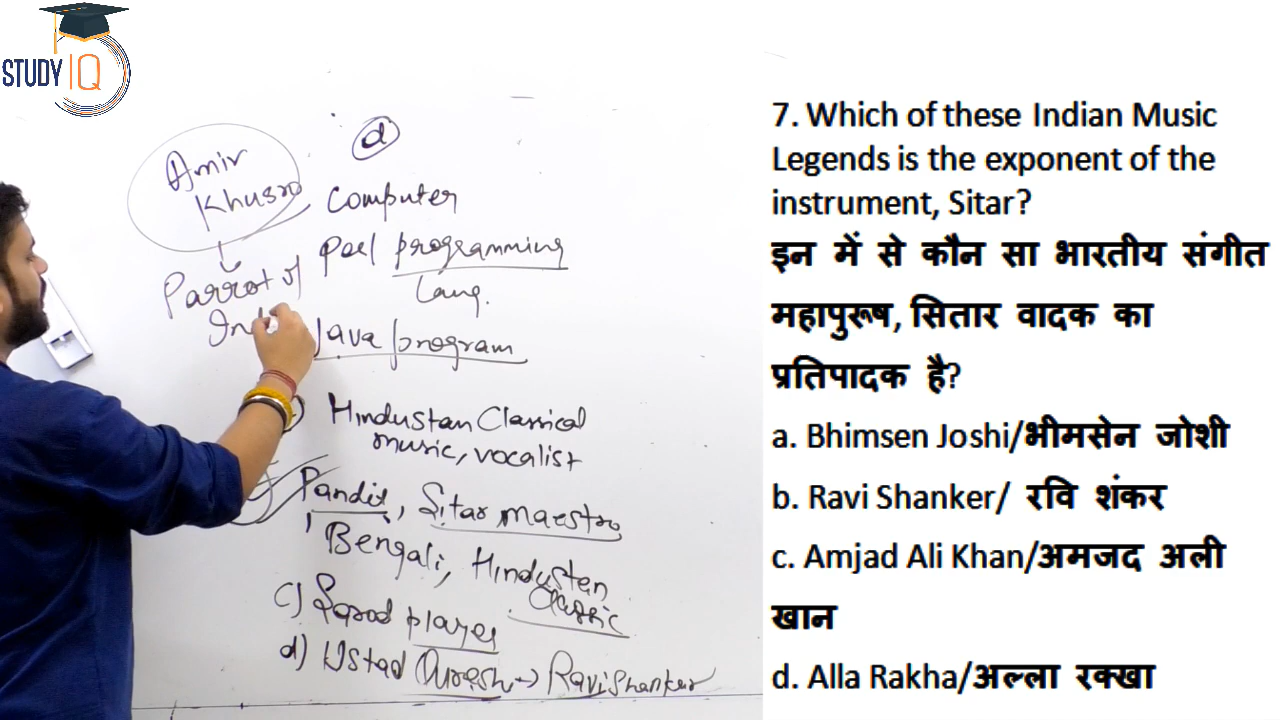 STUDY IQ
Amir
Khusro
Parrot of
d
Computer
Pearl programming
Lang.
Java program
Hindustan Classical
music, vocalist
Pandit, Sitar maestro
Bengali, Hindusten
Classic
c) Sarod player
d) Ustad Quresh → Ravi Shanker
7. Which of these Indian Music
Legends is the exponent of the
instrument, Sitar?
इन में से कौन सा भारतीय संगीत
महापुरूष, सितार वादक का
प्रतिपादक है?
a. Bhimsen Joshi/भीमसेन जोशी
b. Ravi Shanker/ रवि शंकर
c. Amjad Ali Khan/अमजद अली
खान
d. Alla Rakha/अल्ला रक्खा